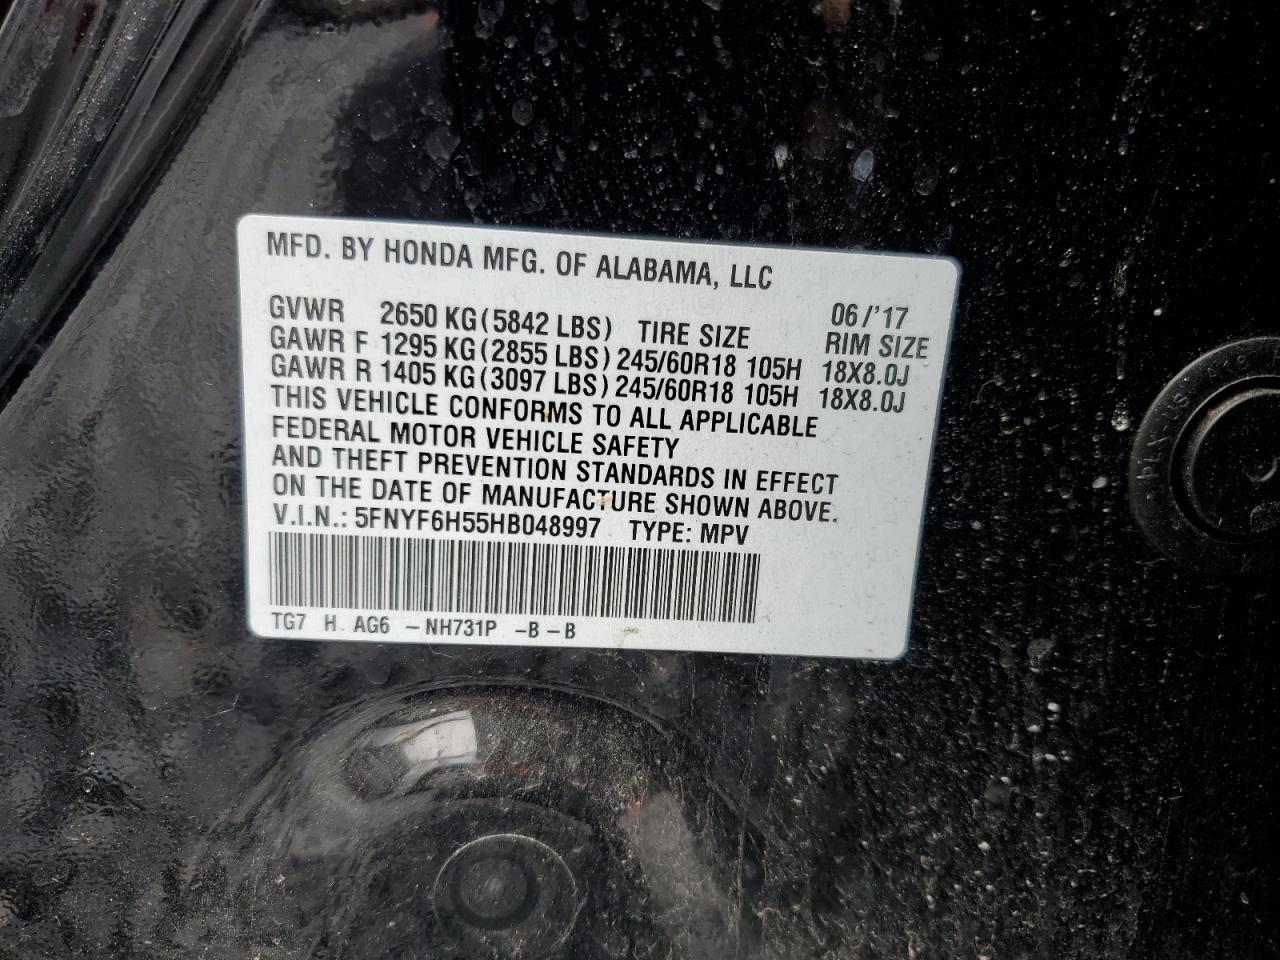 MFD. BY HONDA MFG. OF ALABAMA, LLC
06/'17
GVWR 2650 KG(5842 LBS) TIRE SIZE RIM SIZE
GAWR F 1295 KG(2855 LBS) 245/60R18 105H 18X8.0J
GAWR R 1405 KG(3097 LBS) 245/60R18 105H 18X8.0J
THIS VEHICLE CONFORMS TO ALL APPLICABLE
FEDERAL MOTOR VEHICLE SAFETY
AND THEFT PREVENTION STANDARDS IN EFFECT
ON THE DATE OF MANUFACTURE SHOWN ABOVE.
V.I.N.: 5FNYF6H55HB048997 TYPE: MPV
TG7 H AG6 -NH731P -B-B